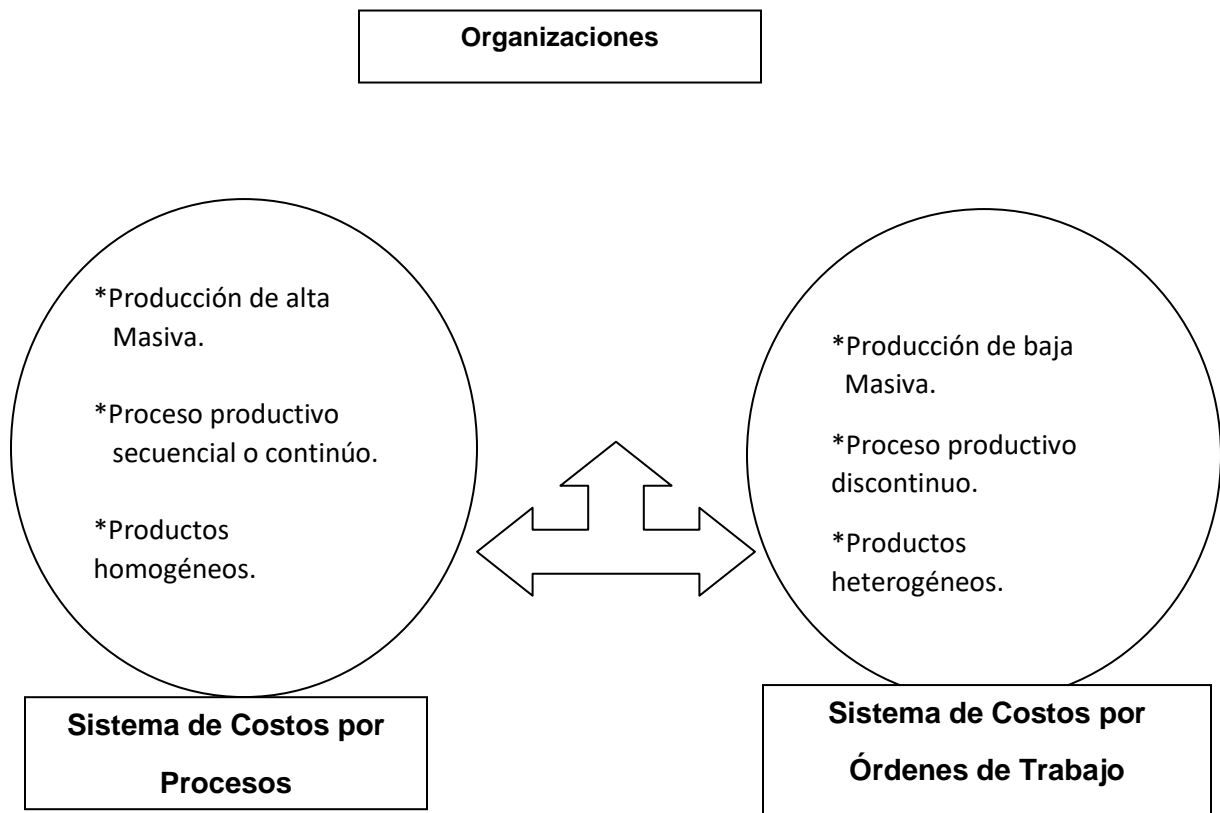 Organizaciones
*Producción de alta
Masiva.
*Proceso productivo
secuencial o continúo.
*Productos
homogéneos.
*Producción de baja
Masiva.
*Proceso productivo
discontinuo.
*Productos
heterogéneos.
Sistema de Costos por
Procesos
Sistema de Costos por
Órdenes de Trabajo